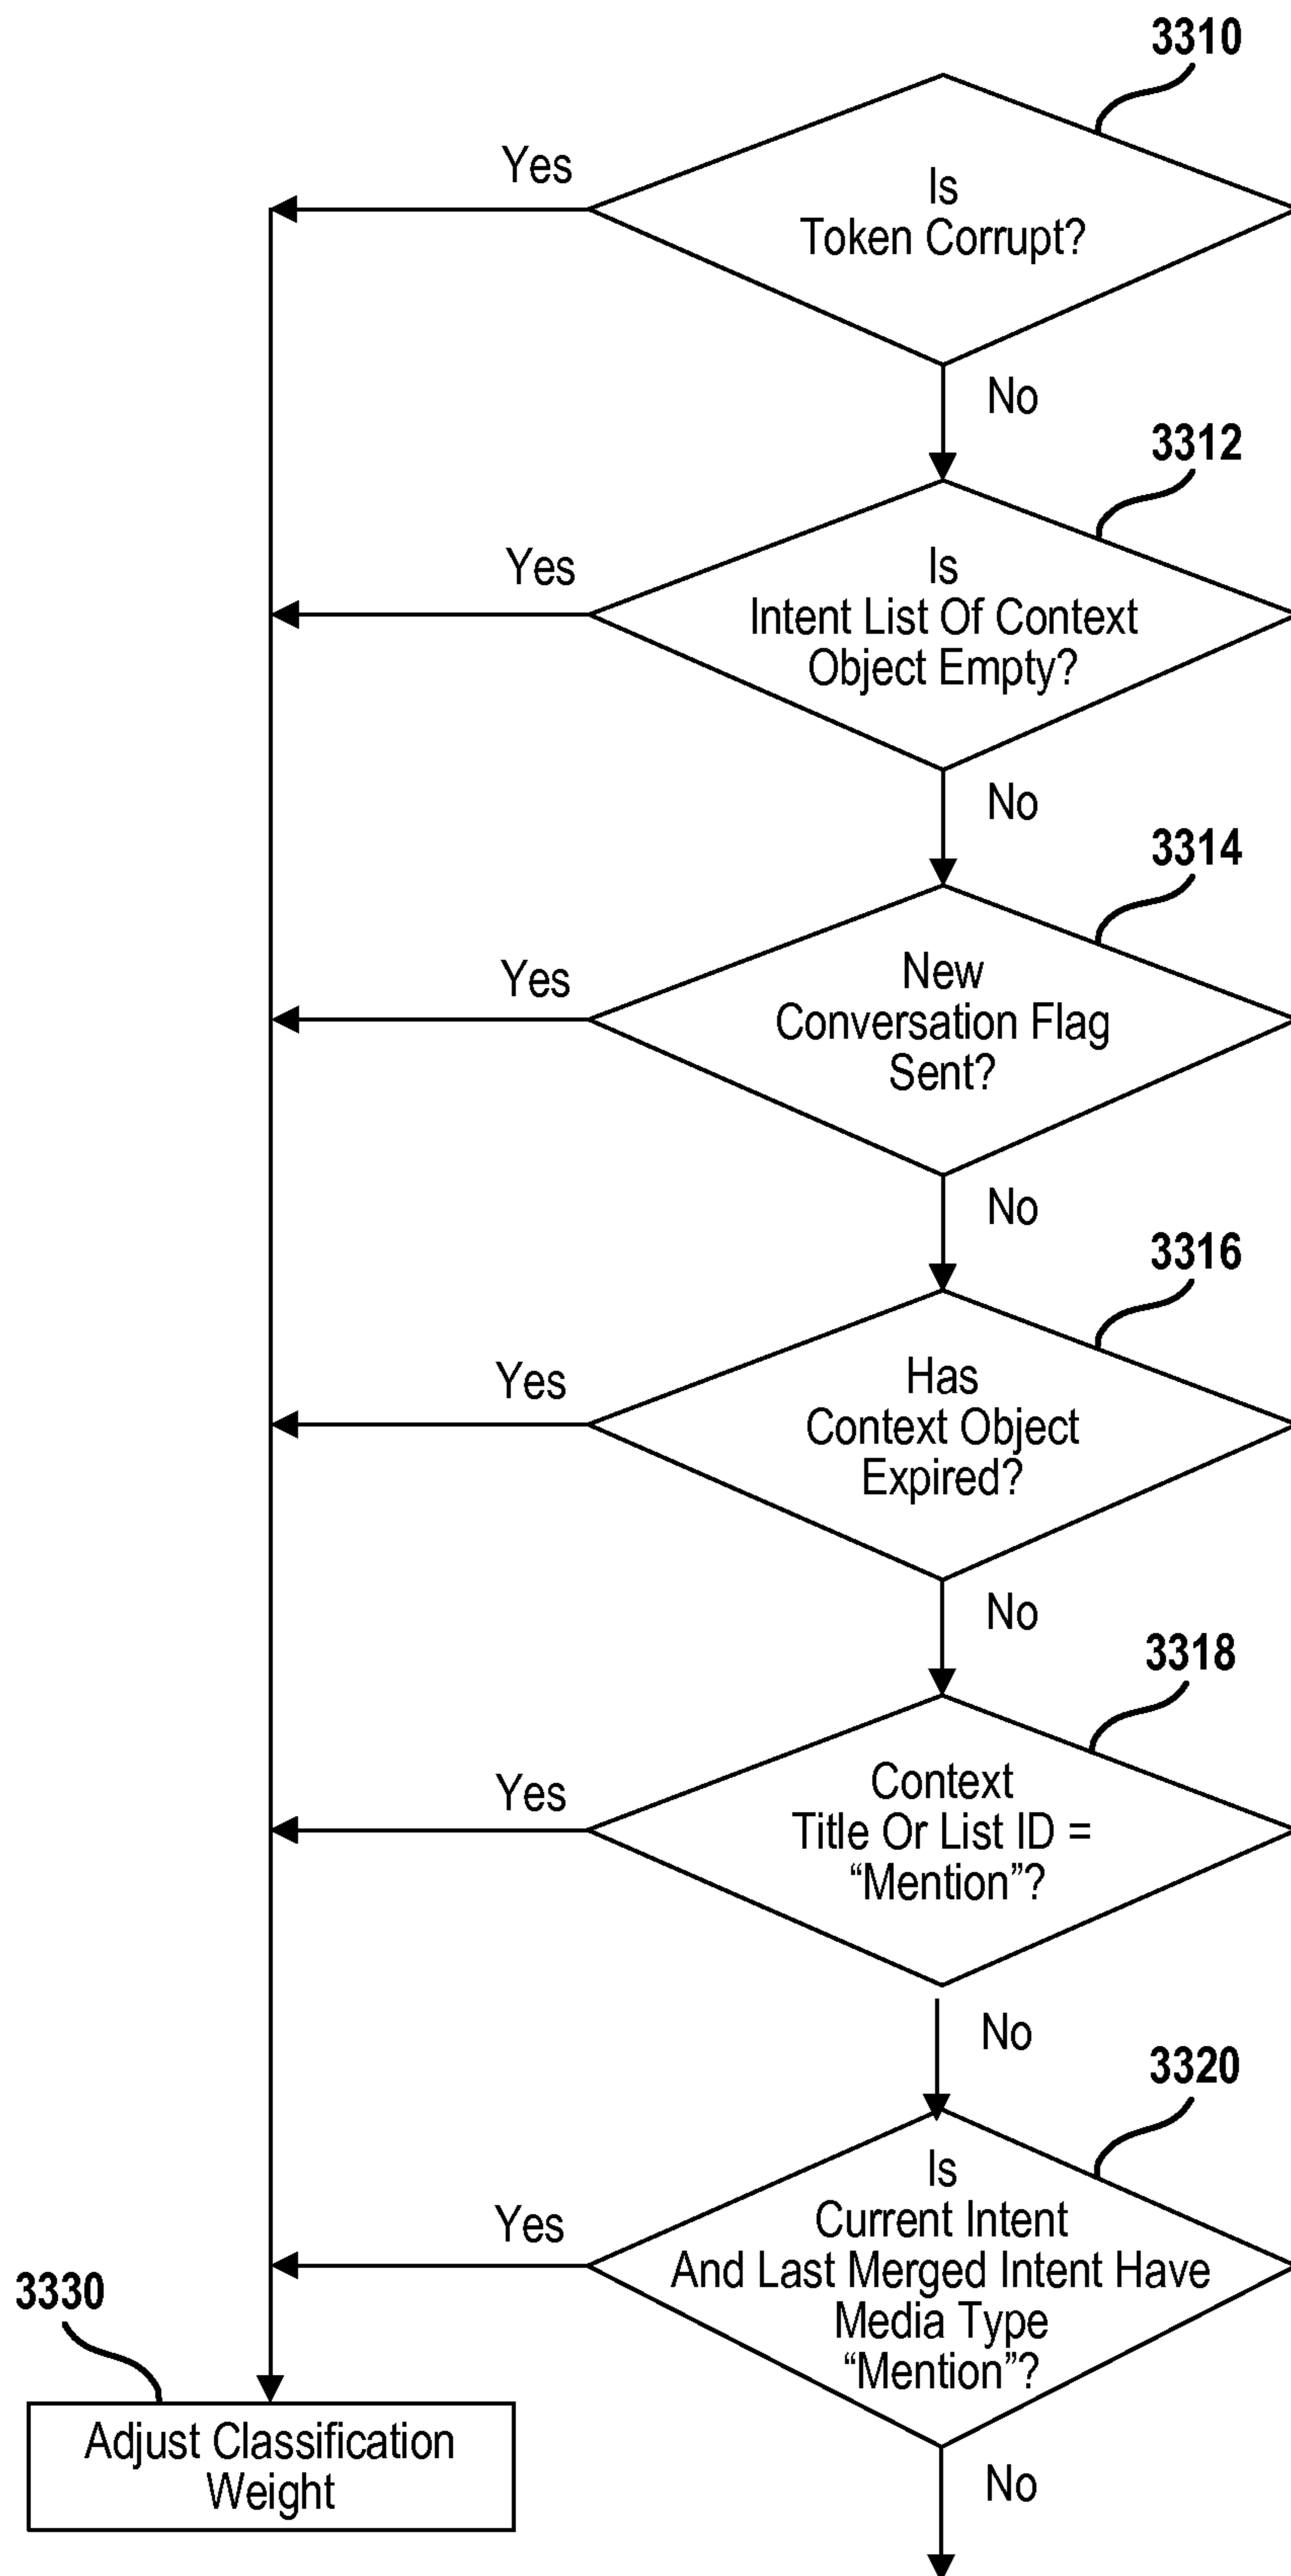 3310
Is
Token Corrupt?
Yes
No
3312
Is
Intent List Of Context
Object Empty?
Yes
No
3314
New
Conversation Flag
Sent?
Yes
No
3316
Has
Context Object
Expired?
Yes
No
3318
Context
Title Or List ID =
“Mention”?
Yes
No
3320
Is
Current Intent
And Last Merged Intent Have
Media Type
“Mention”?
Yes
No
3330
Adjust Classification
Weight